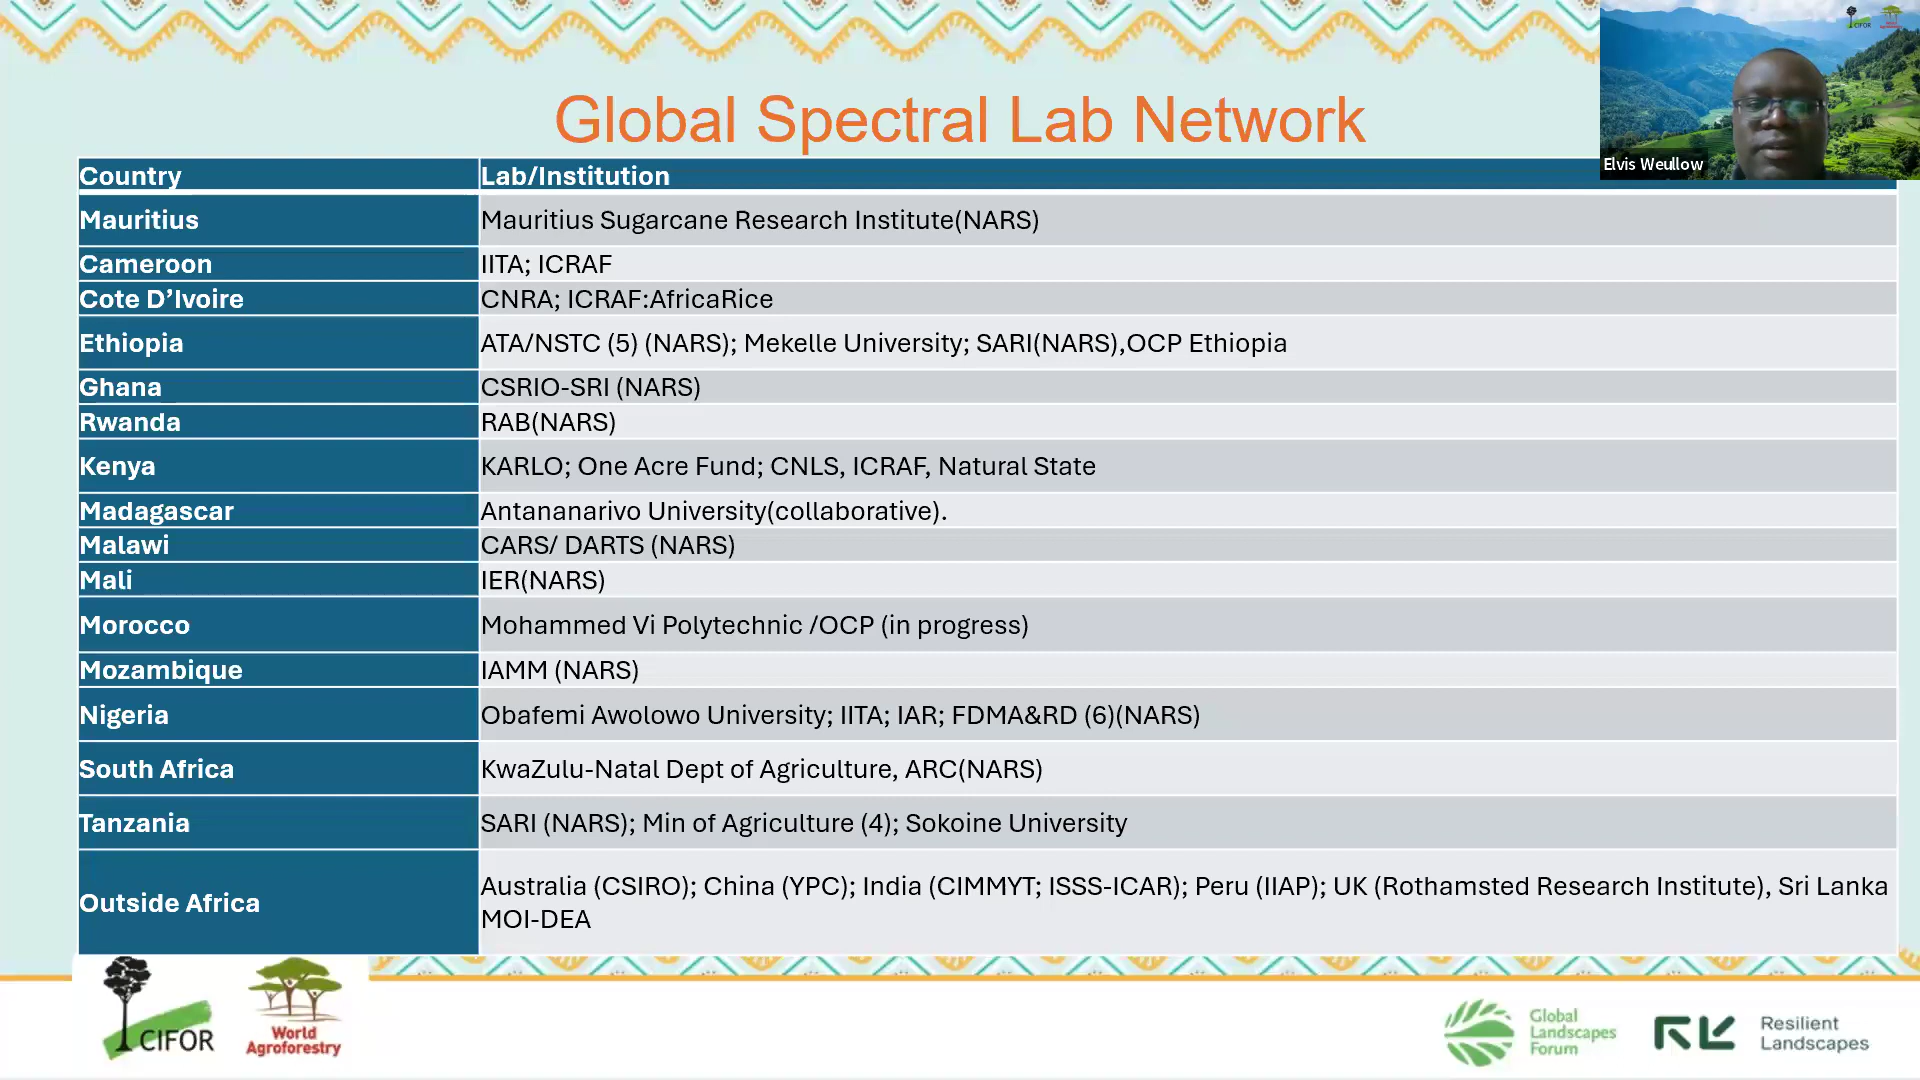 Global Spectral Lab Network
CIFOR
Elvis Weullow
Country Lab/Institution
Mauritius Mauritius Sugarcane Research Institute(NARS)
Cameroon IITA; ICRAF
Cote D’Ivoire CNRA; ICRAF:AfricaRice
Ethiopia ATA/NSTC (5) (NARS); Mekelle University; SARI(NARS),OCP Ethiopia
Ghana CSRIO-SRI (NARS)
Rwanda RAB(NARS)
Kenya KARLO; One Acre Fund; CNLS, ICRAF, Natural State
Madagascar Antananarivo University(collaborative).
Malawi CARS/ DARTS (NARS)
Mali IER(NARS)
Morocco Mohammed Vi Polytechnic /OCP (in progress)
Mozambique IAMM (NARS)
Nigeria Obafemi Awolowo University; IITA; IAR; FDMA&RD (6)(NARS)
South Africa KwaZulu-Natal Dept of Agriculture, ARC(NARS)
Tanzania SARI (NARS); Min of Agriculture (4); Sokoine University
Outside Africa Australia (CSIRO); China (YPC); India (CIMMYT; ISSS-ICAR); Peru (IIAP); UK (Rothamsted Research Institute), Sri Lanka
MOI-DEA
CIFOR
World
Agroforestry
Global
Landscapes
Forum
Resilient
Landscapes